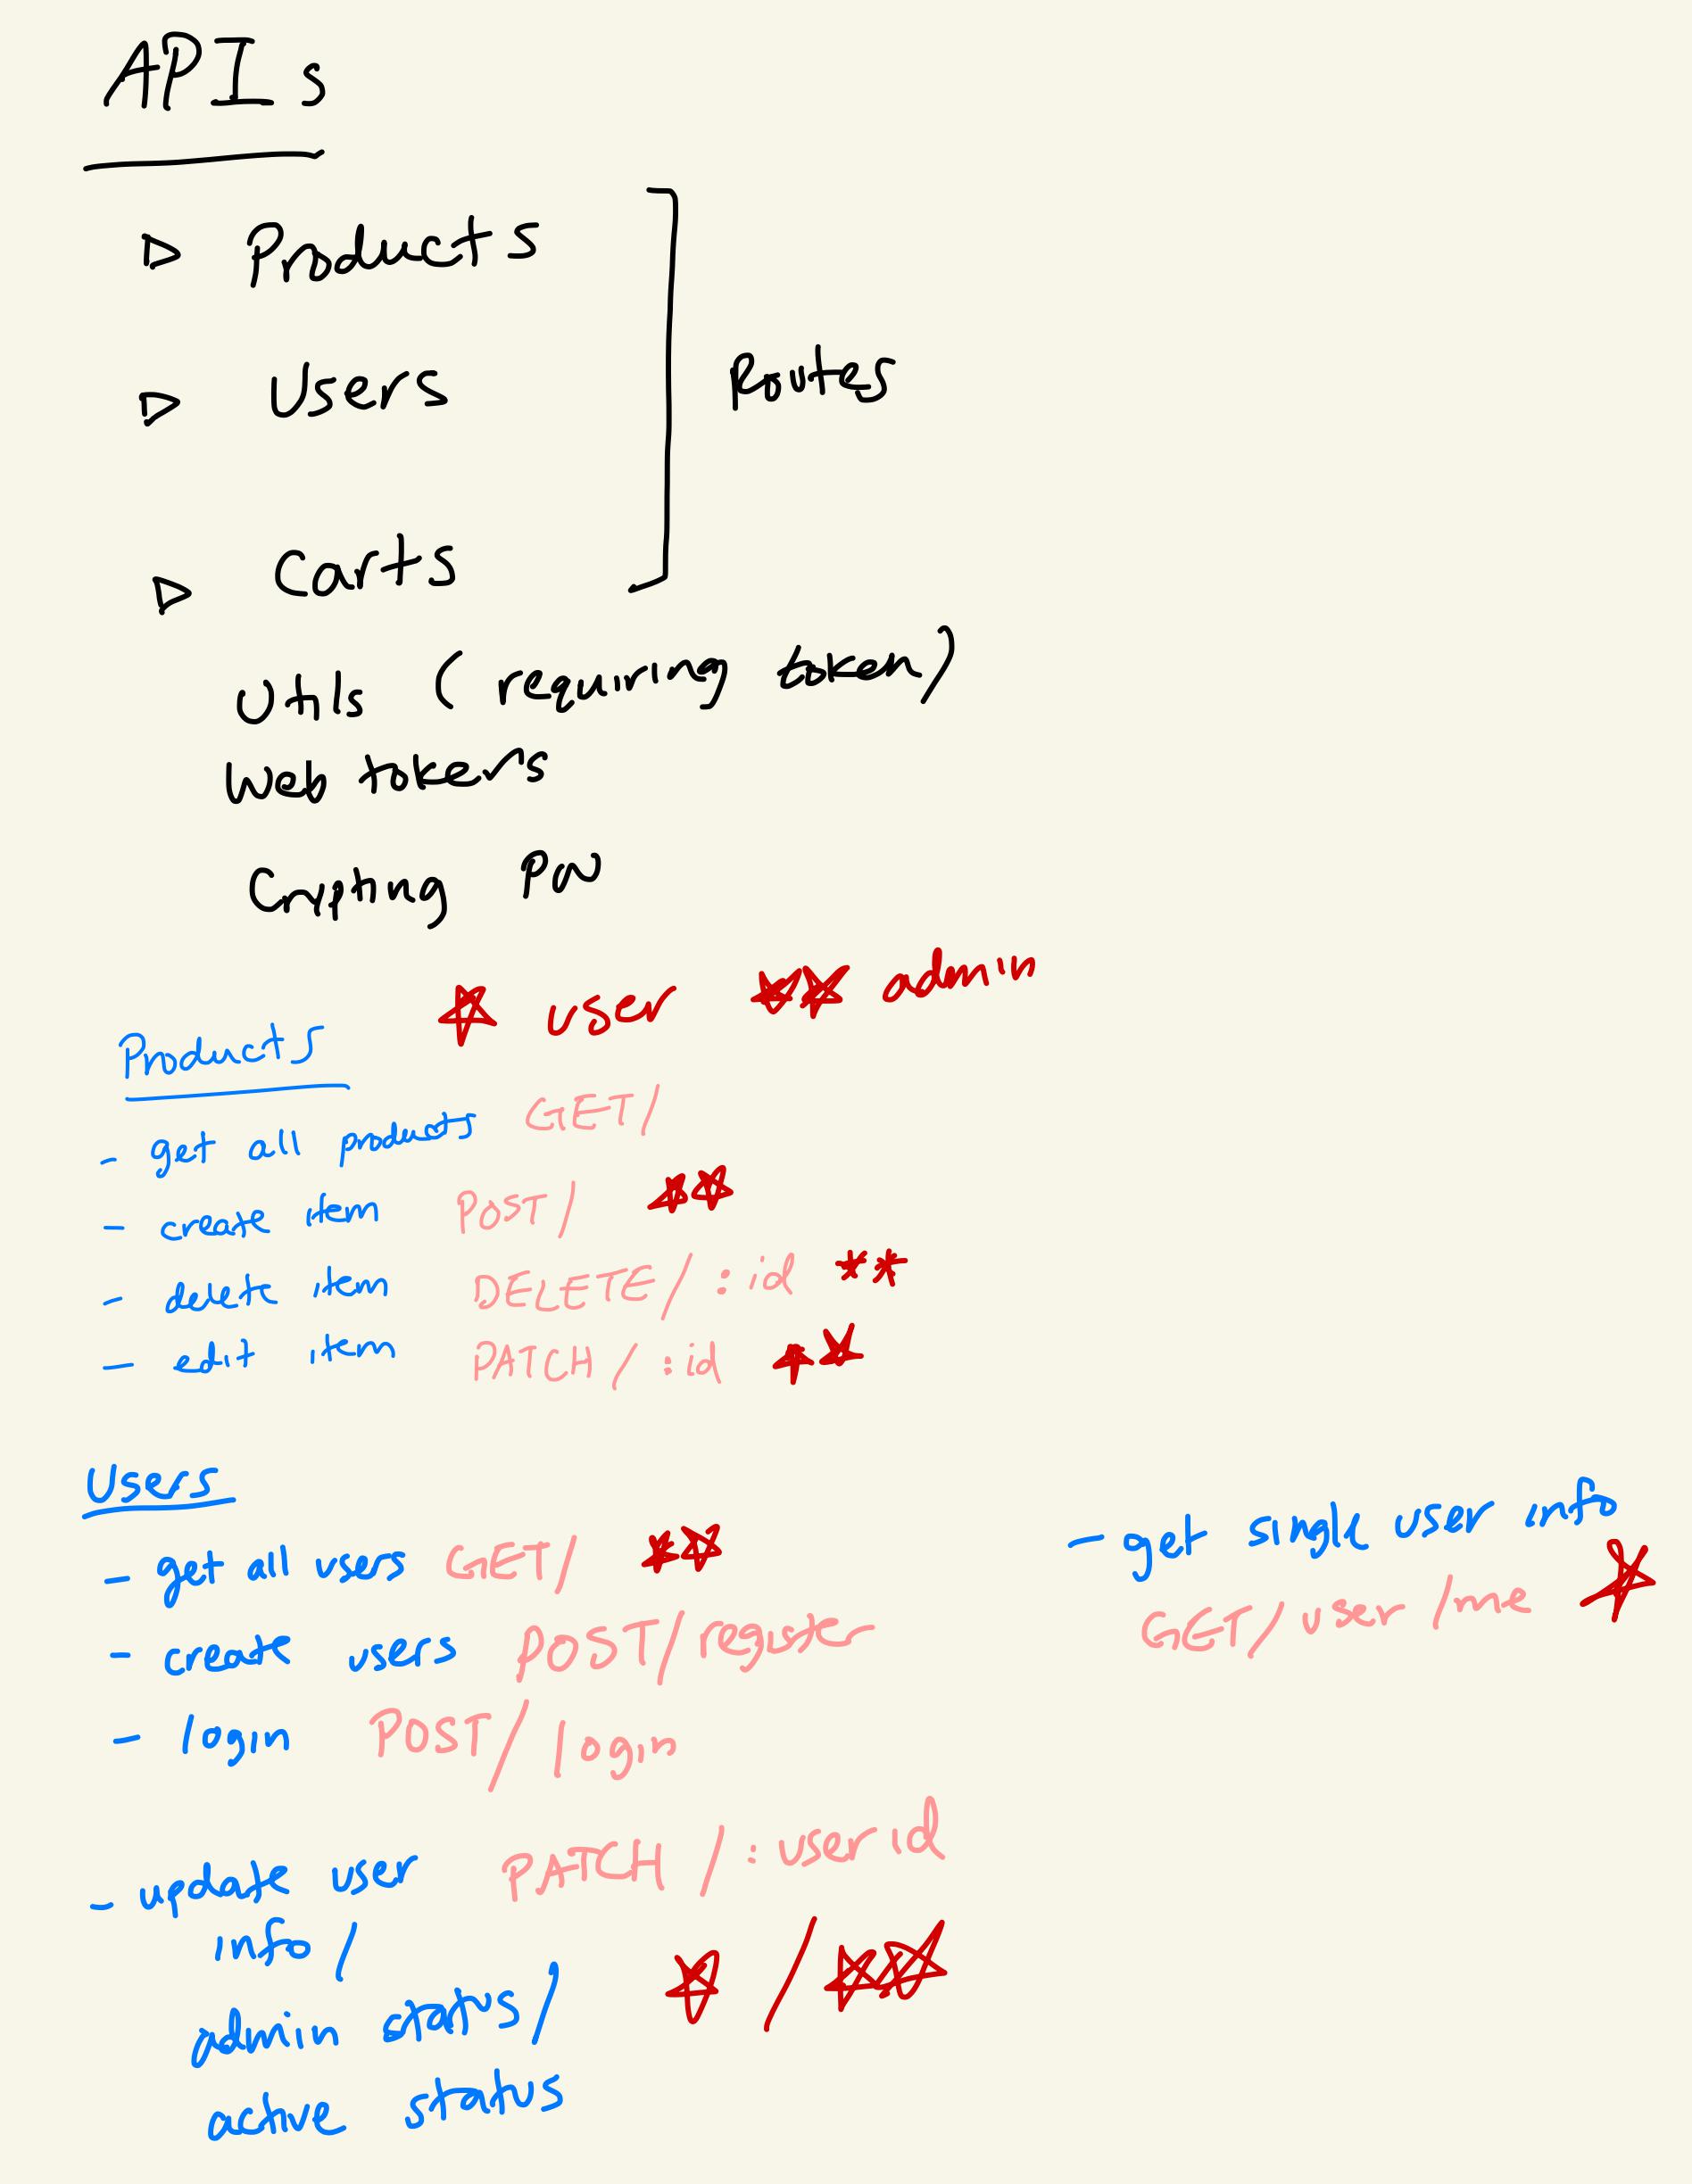 APIs
▷ Products
▷ Users
Routes
▷ Carts
Utils (requiring token)
Web tokens
Crypting PW
☆ user ☆☆ admin
Products
- get all products GET/
- create item POST/ ☆☆
- delete item DELETE/:id **
- edit item PATCH/:id ☆☆
Users
- get all users GET/ ☆☆
- create users POST/register
- login POST/login
- update user PATCH/:userid
info/
admin status/ ☆/☆☆
active status
- get single user info
GET/user/me ☆